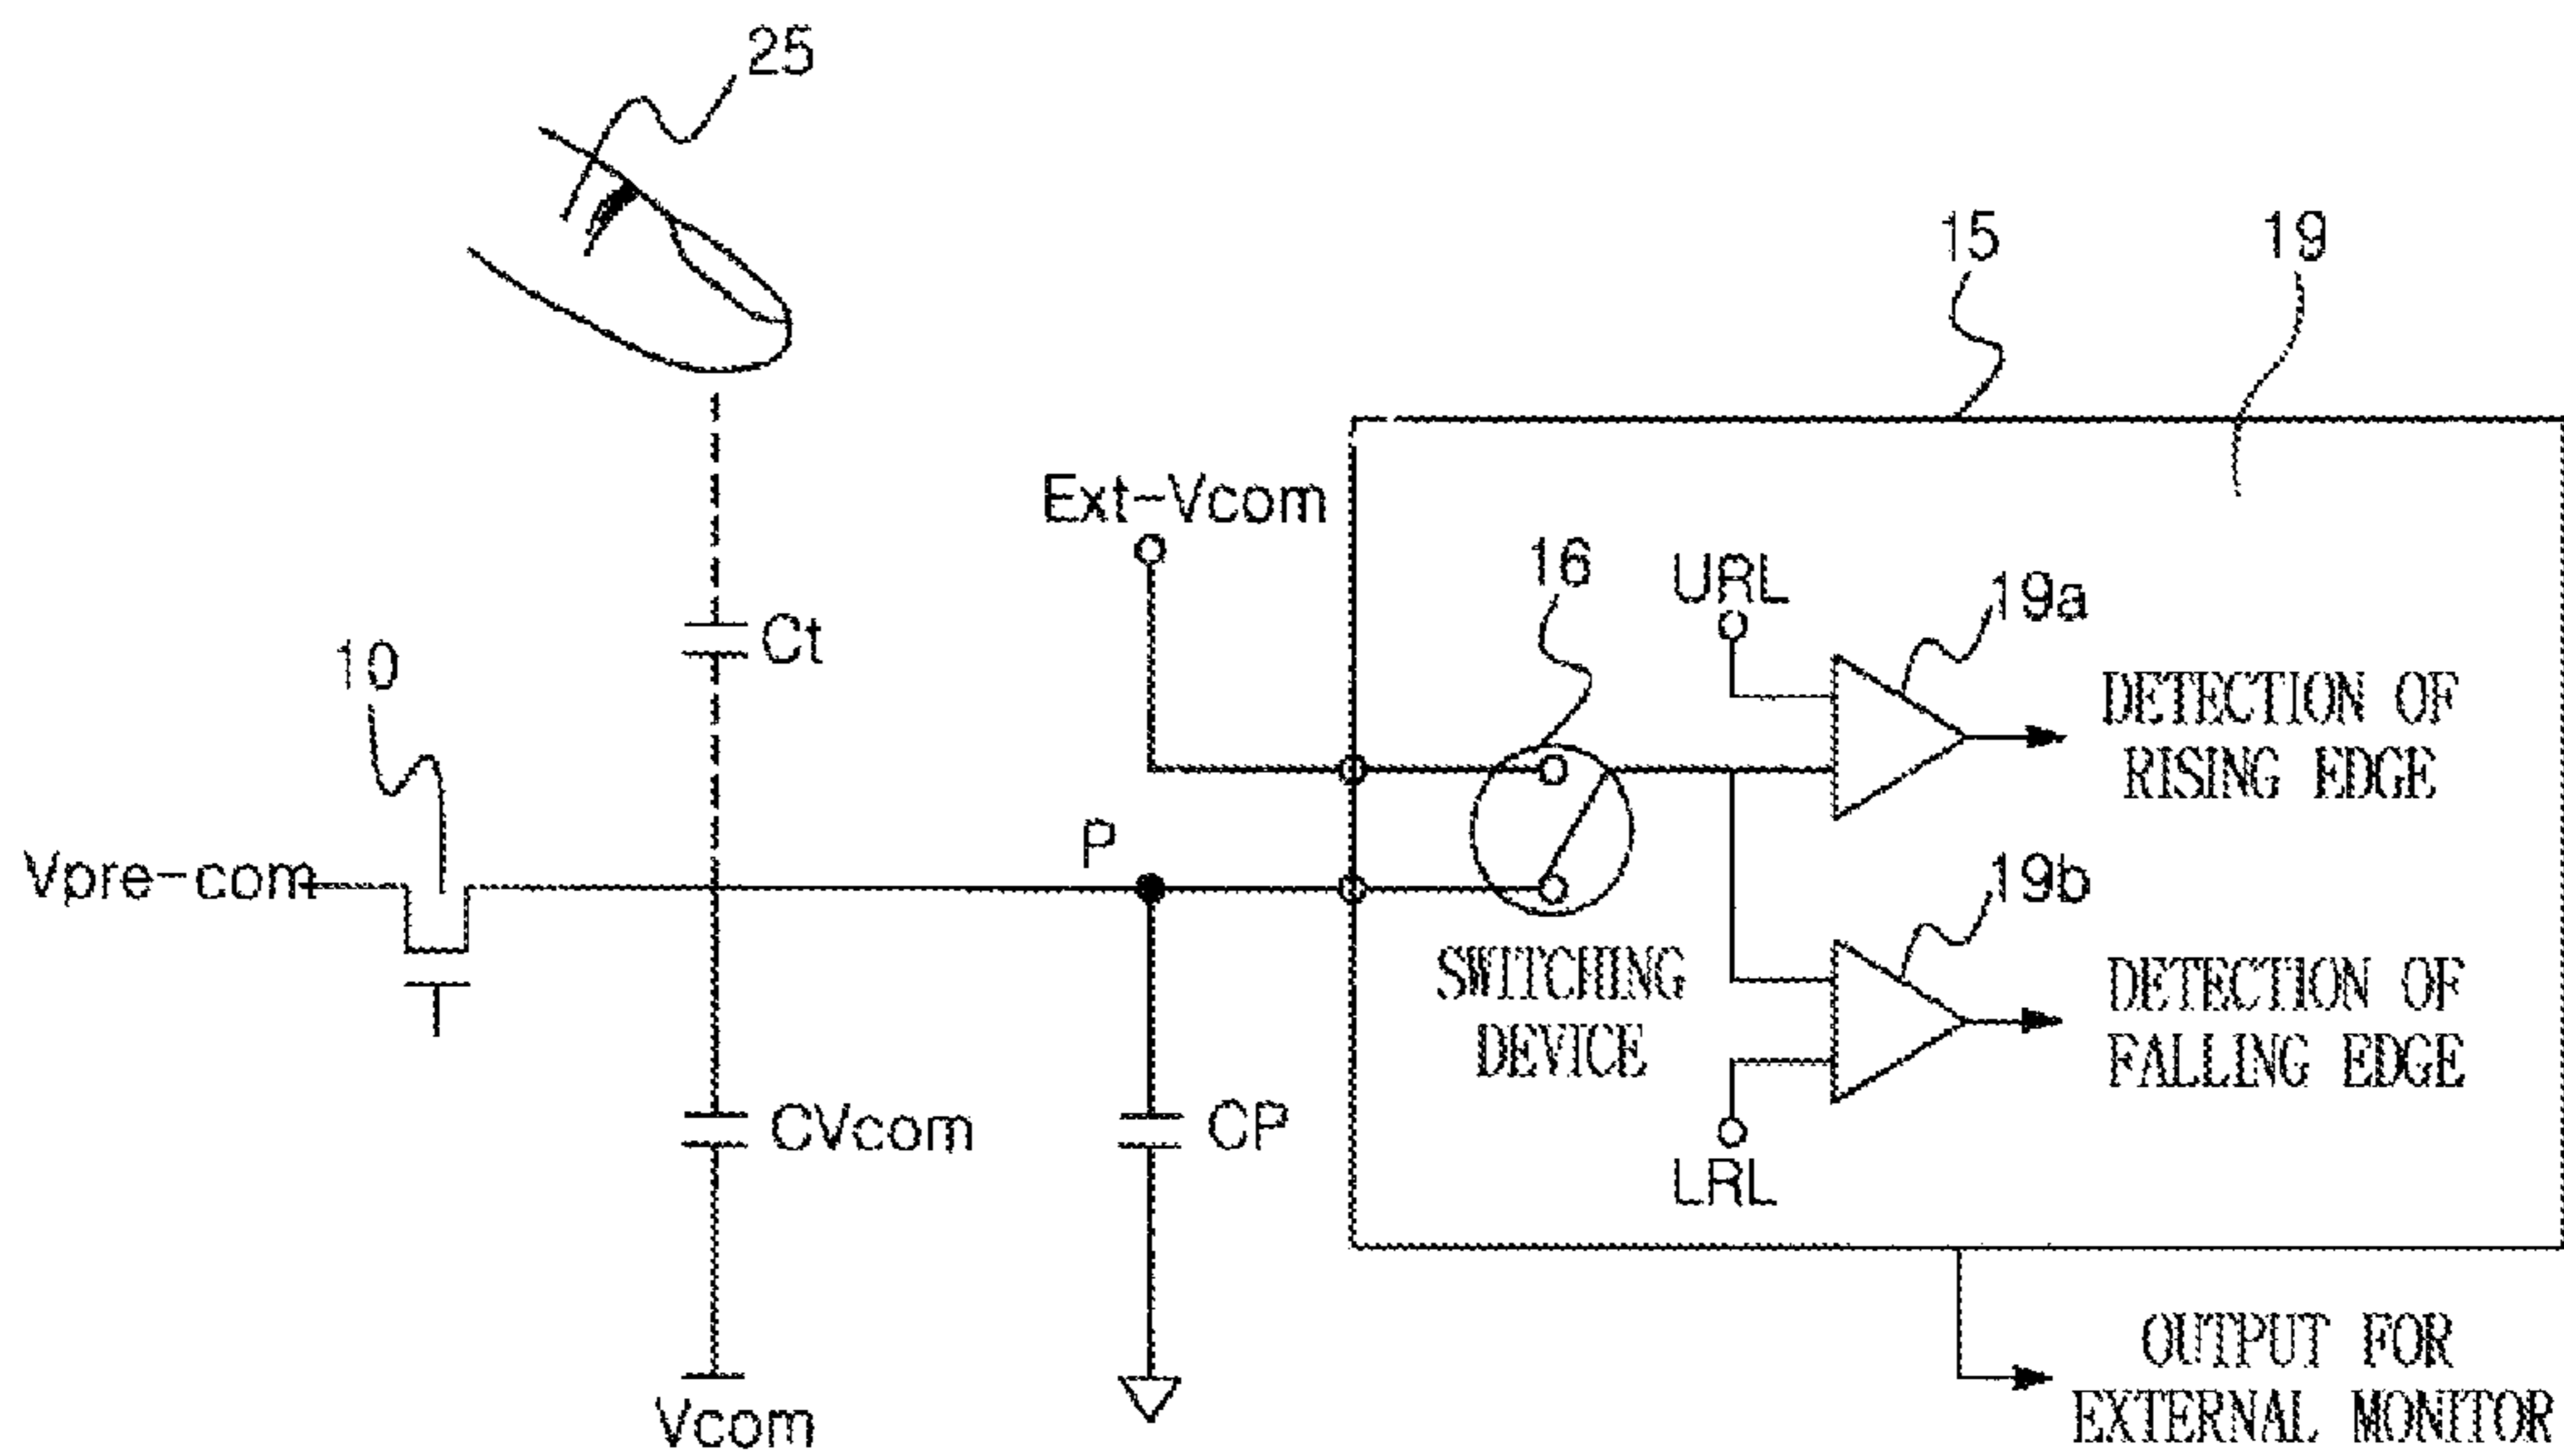 25
15
19
Ext-Vcom
16
URL
19a
Ct
10
DETECTION OF
RISING EDGE
P
Vpre-com
19b
SWITCHING
DEVICE
DETECTION OF
FALLING EDGE
CVcom
CP
LRL
Vcom
OUTPUT FOR
EXTERNAL MONITOR